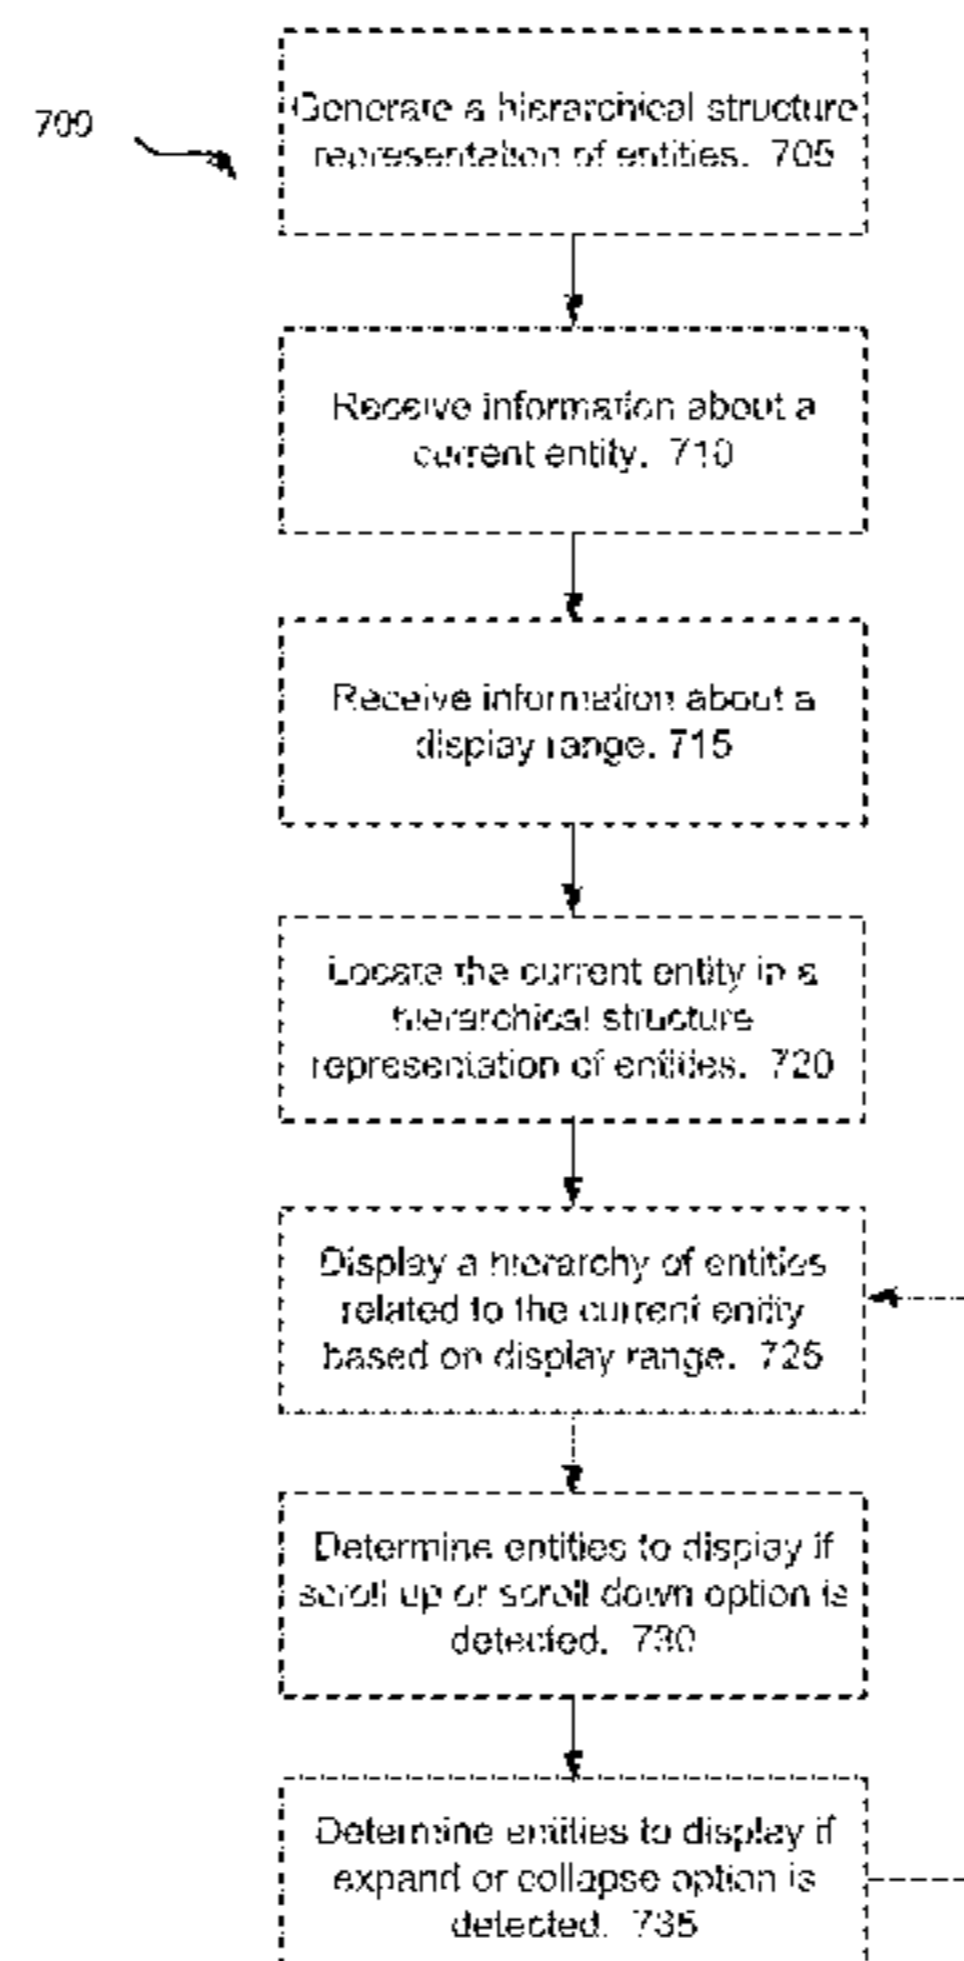 700
Generate a hierarchical structure
representation of entities. 705
Receive information about a
current entity. 710
Receive information about a
display range. 715
Locate the current entity in a
hierarchical structure
representation of entities. 720
Display a hierarchy of entities
related to the current entity
based on display range. 725
Determine entities to display if
scroll up or scroll down option is
detected. 730
Determine entities to display if
expand or collapse option is
detected. 735